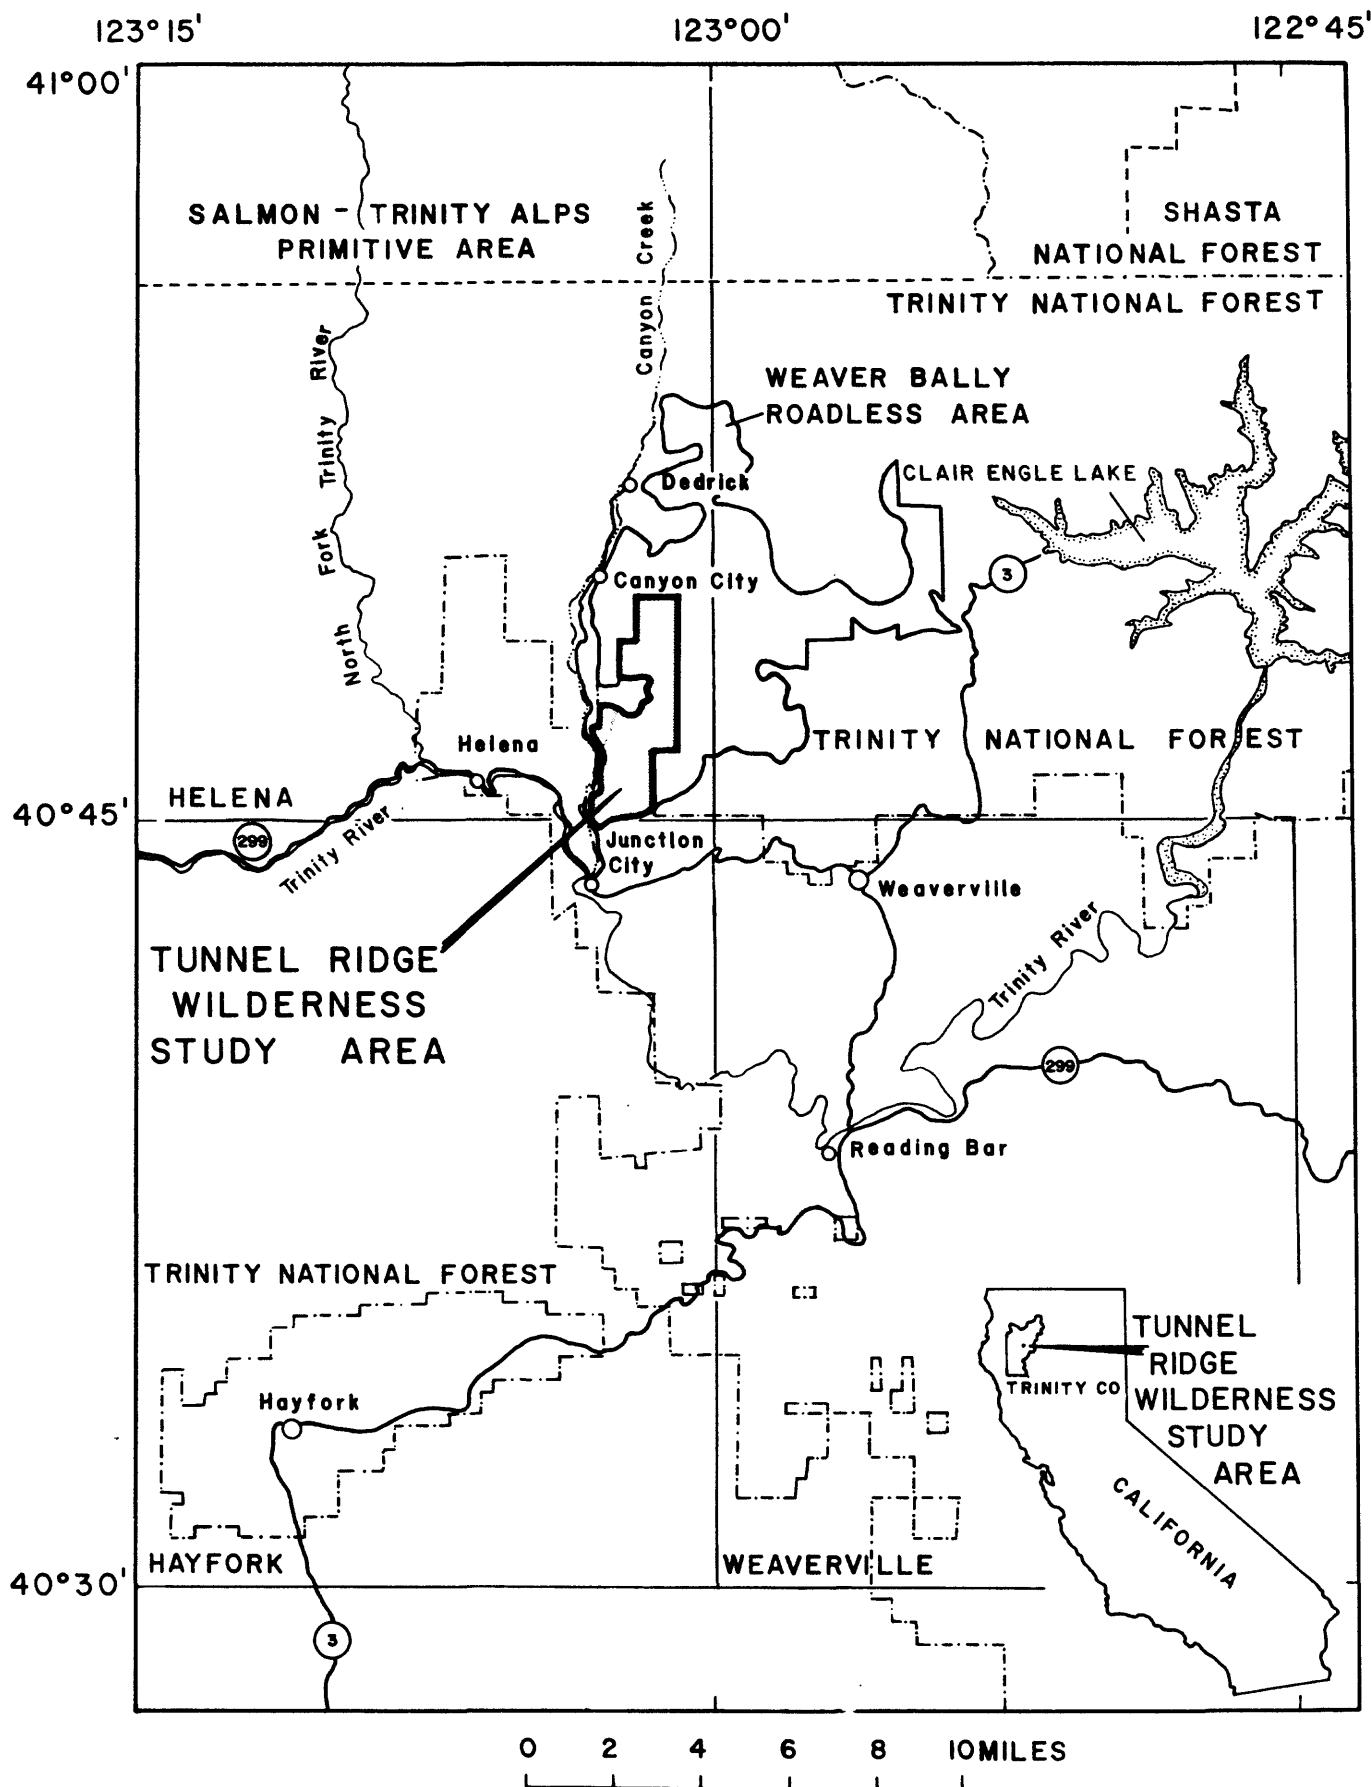 123°15' 123°00' 122°45'
41°00'
SALMON - TRINITY ALPS
PRIMITIVE AREA
Canyon Creek
SHASTA
NATIONAL FOREST
TRINITY NATIONAL FOREST
North Fork Trinity River
WEAVER BALLY
ROADLESS AREA
CLAIR ENGLE LAKE
Dedrick
3
Canyon City
Helena
TRINITY NATIONAL FOREST
HELENA
40°45'
299
Trinity River
Junction
City
Weaverville
TUNNEL RIDGE
WILDERNESS
STUDY AREA
Trinity River
299
Reading Bar
TRINITY NATIONAL FOREST
Hayfork
TUNNEL
RIDGE
WILDERNESS
STUDY
AREA
TRINITY CO
CALIFORNIA
HAYFORK
WEAVERVILLE
40°30'
3
0 2 4 6 8 10 MILES